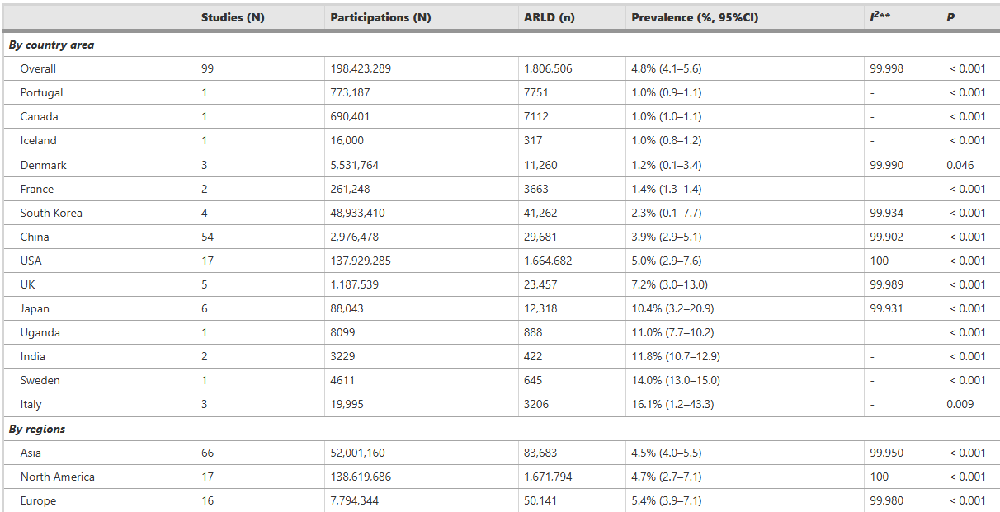 Studies (N) Participations (N) ARLD (n) Prevalence (%, 95%CI) I²** P
By country area
Overall 99 198,423,289 1,806,506 4.8% (4.1–5.6) 99.998 < 0.001
Portugal 1 773,187 7751 1.0% (0.9–1.1) - < 0.001
Canada 1 690,401 7112 1.0% (1.0–1.1) - < 0.001
Iceland 1 16,000 317 1.0% (0.8–1.2) - < 0.001
Denmark 3 5,531,764 11,260 1.2% (0.1–3.4) 99.990 0.046
France 2 261,248 3663 1.4% (1.3–1.4) - < 0.001
South Korea 4 48,933,410 41,262 2.3% (0.1–7.7) 99.934 < 0.001
China 54 2,976,478 29,681 3.9% (2.9–5.1) 99.902 < 0.001
USA 17 137,929,285 1,664,682 5.0% (2.9–7.6) 100 < 0.001
UK 5 1,187,539 23,457 7.2% (3.0–13.0) 99.989 < 0.001
Japan 6 88,043 12,318 10.4% (3.2–20.9) 99.931 < 0.001
Uganda 1 8099 888 11.0% (7.7–10.2) < 0.001
India 2 3229 422 11.8% (10.7–12.9) - < 0.001
Sweden 1 4611 645 14.0% (13.0–15.0) - < 0.001
Italy 3 19,995 3206 16.1% (1.2–43.3) - 0.009
By regions
Asia 66 52,001,160 83,683 4.5% (4.0–5.5) 99.950 < 0.001
North America 17 138,619,686 1,671,794 4.7% (2.7–7.1) 100 < 0.001
Europe 16 7,794,344 50,141 5.4% (3.9–7.1) 99.980 < 0.001